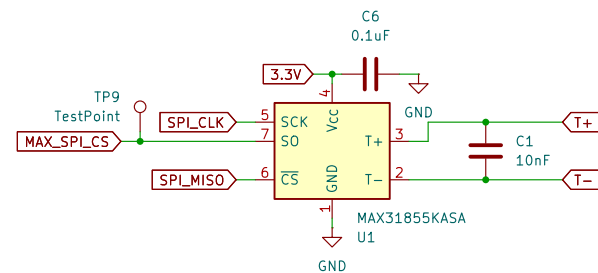 C6
0.1uF
3.3V
GND
TP9
TestPoint
SPI_CLK
MAX_SPI_CS
SPI_MISO
4
5
7
6
1
3
2
Vcc
SCK
SO
CS
GND
T+
T-
C1
10nF
T+
T-
MAX31855KASA
U1
GND